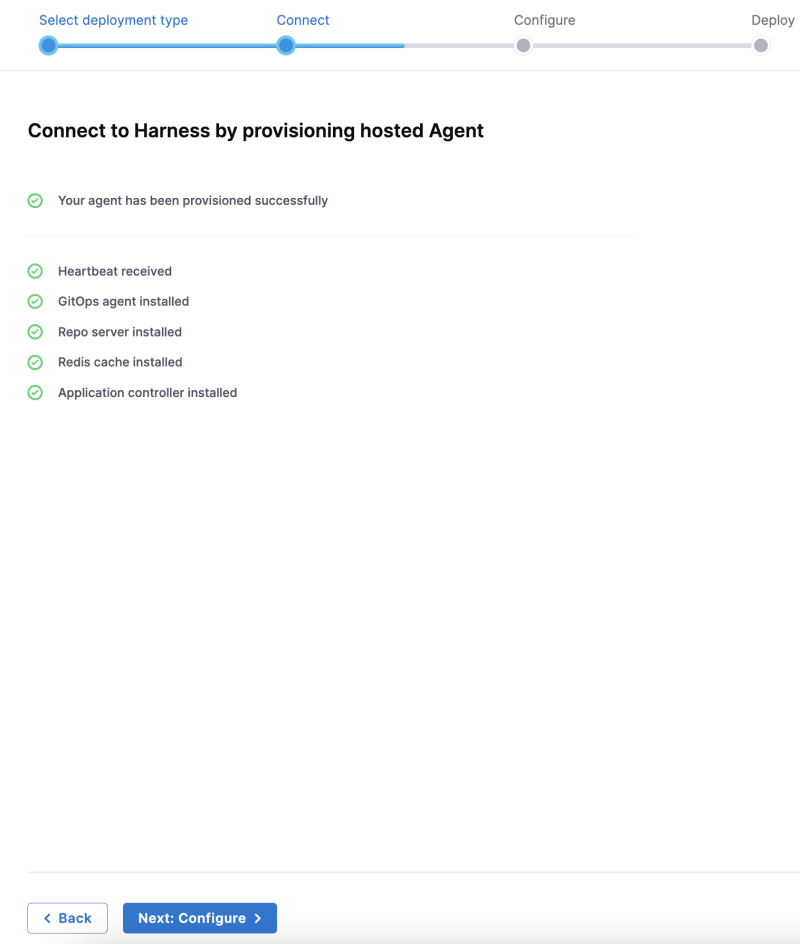 Select deployment type
Connect
Configure
Deploy
Connect to Harness by provisioning hosted Agent
Your agent has been provisioned successfully
Heartbeat received
GitOps agent installed
Repo server installed
Redis cache installed
Application controller installed
Back
Next: Configure